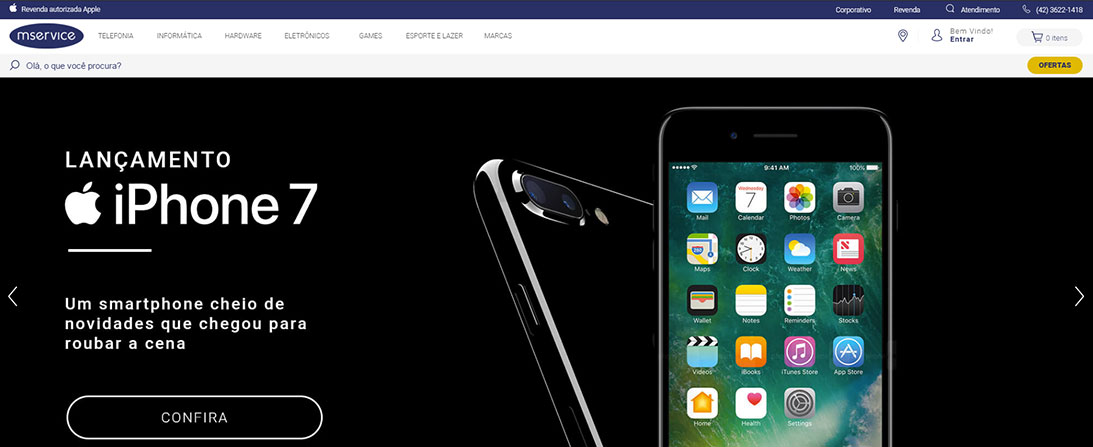 Revenda autorizada Apple
Corporativo Revenda Atendimento (42) 3622-1418
mservice TELEFONIA INFORMÁTICA HARDWARE ELETRÔNICOS GAMES ESPORTE E LAZER MARCAS
Bem Vindo!
Entrar
0 itens
Olá, o que você procura?
OFERTAS
LANÇAMENTO
iPhone 7
Um smartphone cheio de
novidades que chegou para
roubar a cena
CONFIRA
9:41 AM 100%
Wednesday
7
Mail Calendar Photos Camera
280
Maps Clock Weather News
Wallet Notes Reminders Stocks
Videos iBooks iTunes Store App Store
Home Health Settings